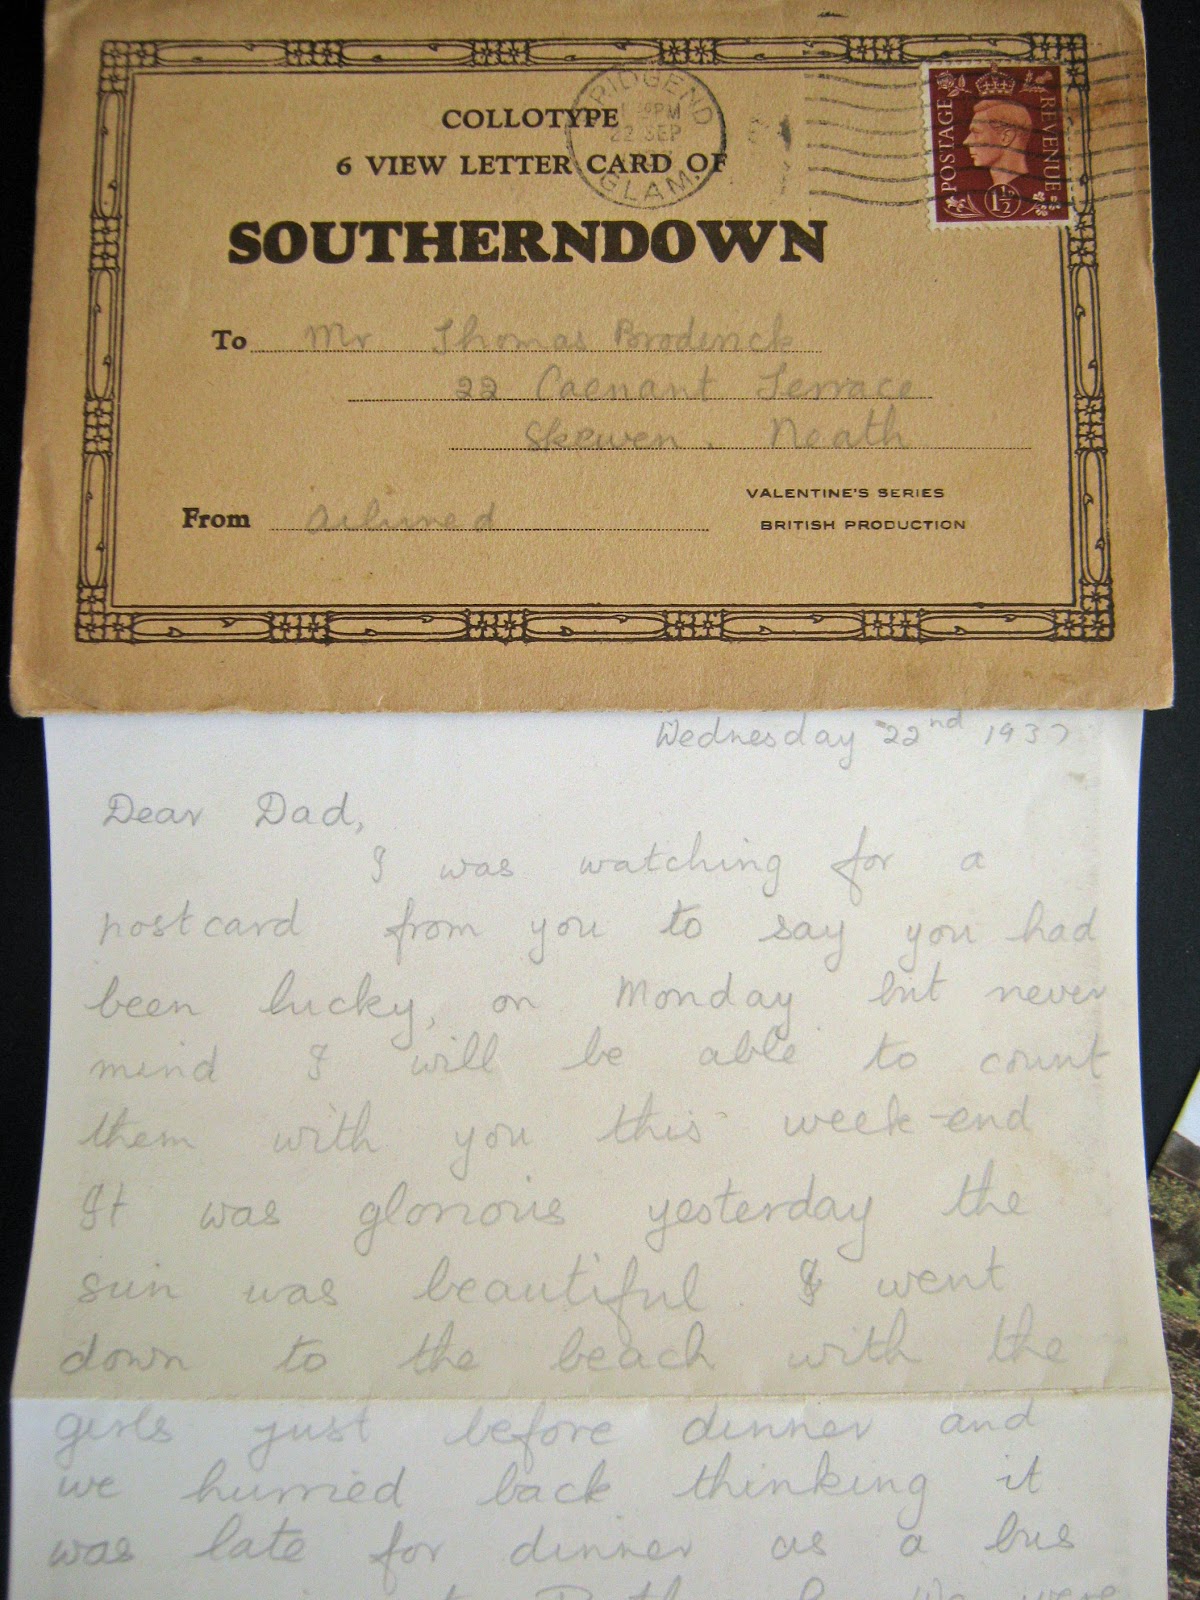 COLLOTYPE
6 VIEW LETTER CARD OF
SOUTHERNDOWN
BRIDGEND
PM
22 SEP
GLAM.
POSTAGE REVENUE
1½
To Mr Thomas Broderick
22 Caenant Terrace
Skewen, Neath
From
VALENTINE'S SERIES
BRITISH PRODUCTION
Wednesday 22nd 1937
Dear Dad,
I was watching for a
postcard from you to say you had
been lucky, on Monday but never
mind I will be able to count
them with you this week-end
It was glorious yesterday the
sun was beautiful. I went
down to the beach with the
girls just before dinner and
we hurried back thinking it
was late for dinner as a bus
We were